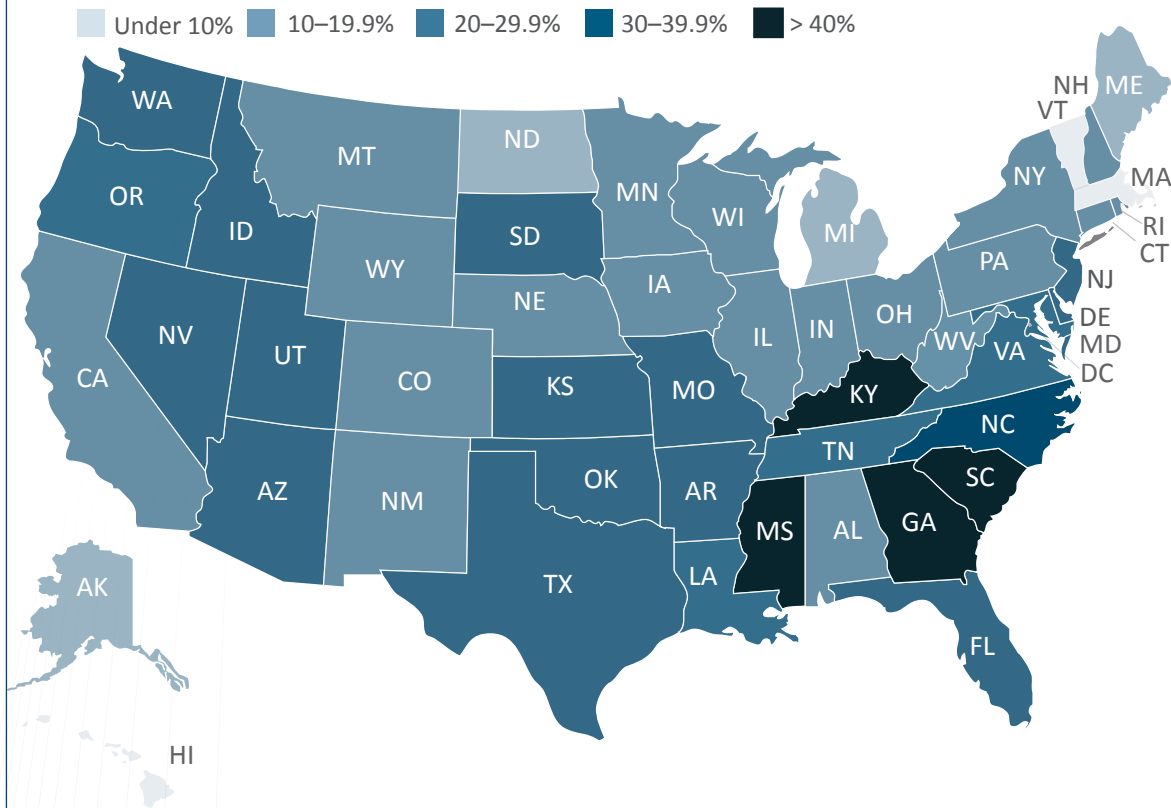 Under 10% 10–19.9% 20–29.9% 30–39.9% > 40%
WA
NH
ME
VT
ND
MT
OR
MN
NY
MA
ID
WI
SD
MI
RI
CT
WY
PA
IA
NJ
NE
NV
OH
IL
IN
DE
UT
WV
VA
MD
CA
CO
KS
MO
KY
DC
NC
TN
AZ
NM
OK
AR
SC
MS
AL
GA
TX
LA
AK
FL
HI